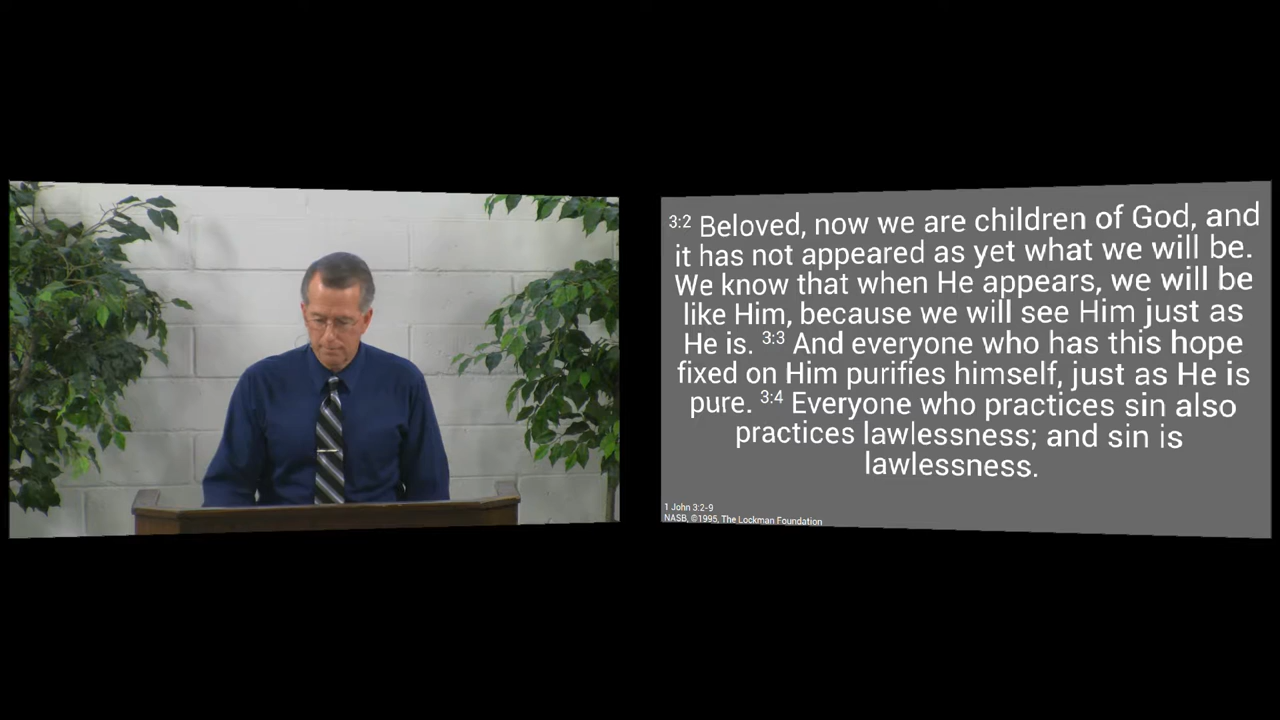 3:2 Beloved, now we are children of God, and
it has not appeared as yet what we will be.
We know that when He appears, we will be
like Him, because we will see Him just as
He is. 3:3 And everyone who has this hope
fixed on Him purifies himself, just as He is
pure. 3:4 Everyone who practices sin also
practices lawlessness; and sin is
lawlessness.
1 John 3:2-9
NASB, ©1995, The Lockman Foundation